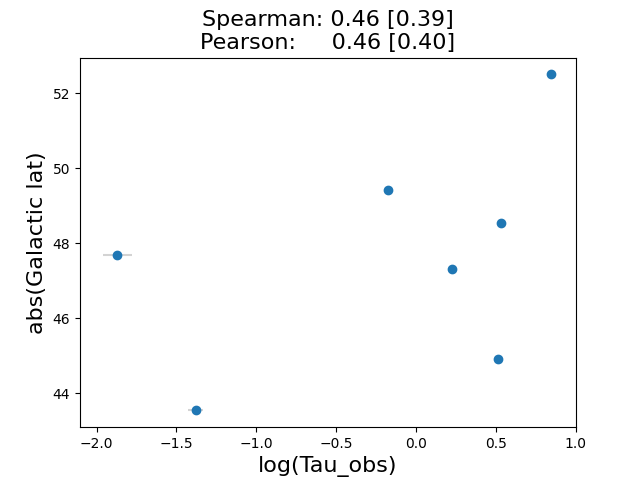 Spearman: 0.46 [0.39]
Pearson: 0.46 [0.40]
52
50
48
46
44
abs(Galactic lat)
−2.0 −1.5 −1.0 −0.5 0.0 0.5 1.0
log(Tau_obs)